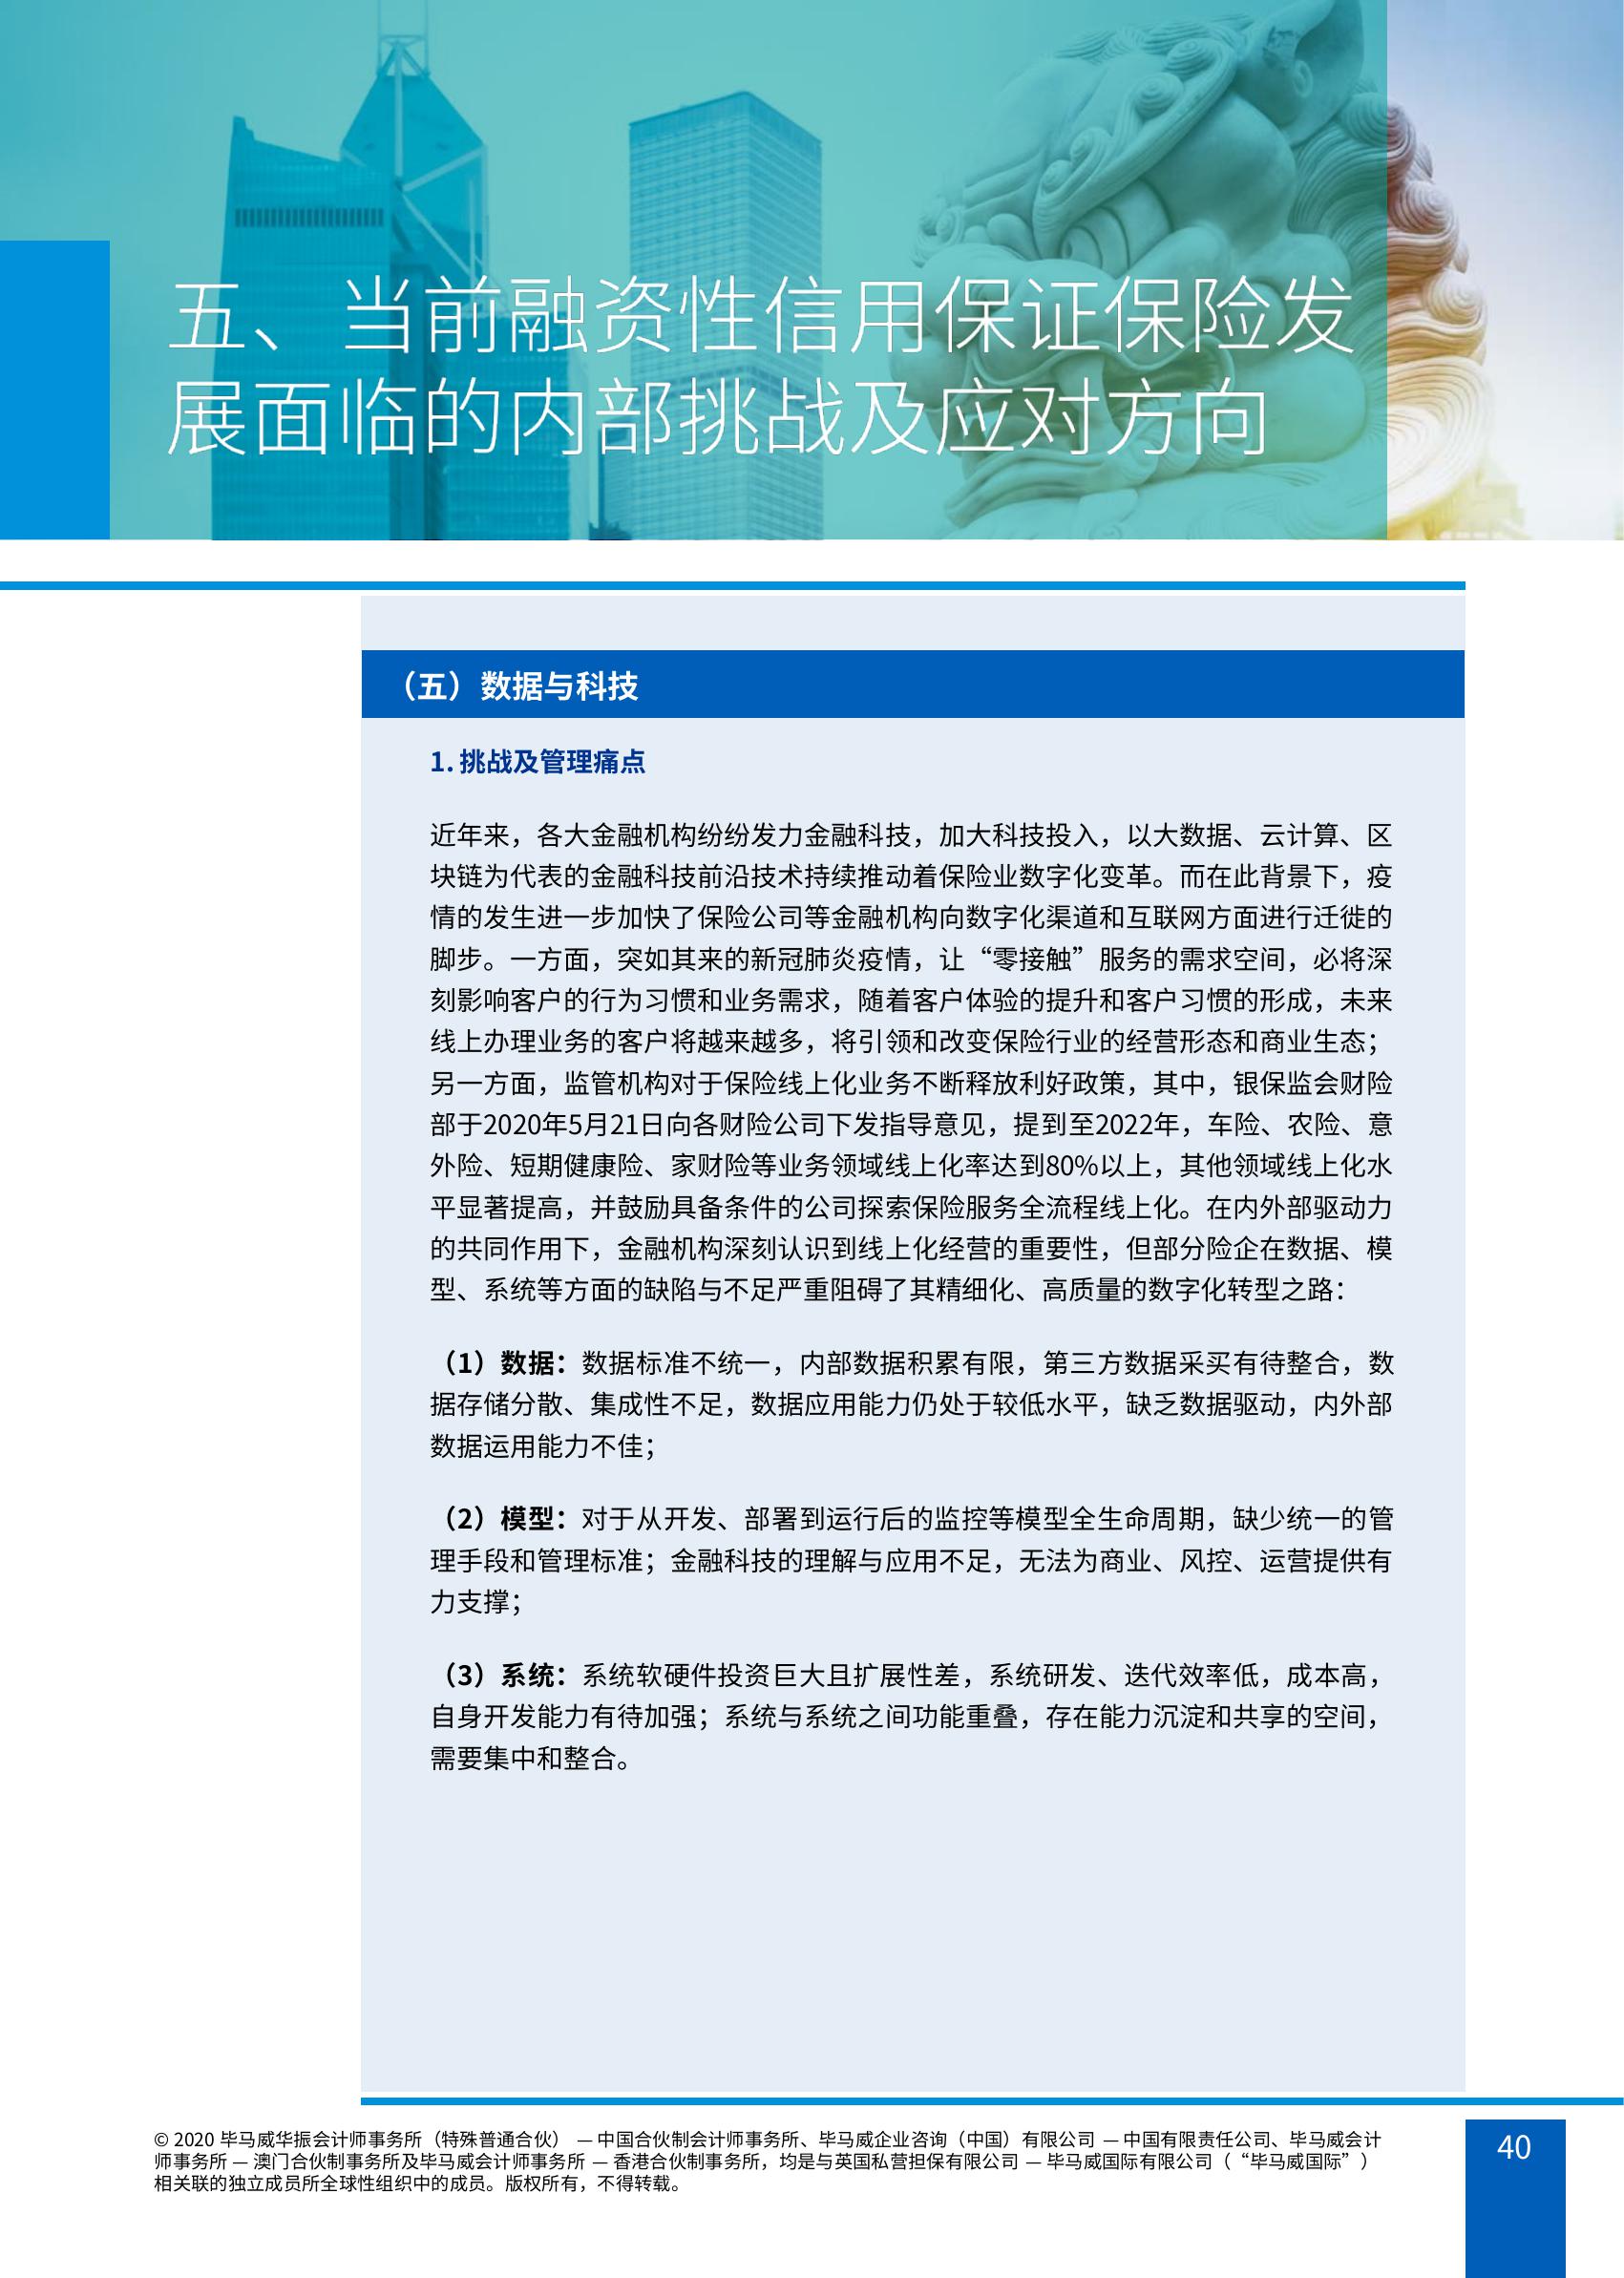 五、当前融资性信用保证保险发
展面临的内部挑战及应对方向
（五）数据与科技
1. 挑战及管理痛点
近年来，各大金融机构纷纷发力金融科技，加大科技投入，以大数据、云计算、区
块链为代表的金融科技前沿技术持续推动着保险业数字化变革。而在此背景下，疫
情的发生进一步加快了保险公司等金融机构向数字化渠道和互联网方面进行迁徙的
脚步。一方面，突如其来的新冠肺炎疫情，让“零接触”服务的需求空间，必将深
刻影响客户的行为习惯和业务需求，随着客户体验的提升和客户习惯的形成，未来
线上办理业务的客户将越来越多，将引领和改变保险行业的经营形态和商业生态；
另一方面，监管机构对于保险线上化业务不断释放利好政策，其中，银保监会财险
部于2020年5月21日向各财险公司下发指导意见，提到至2022年，车险、农险、意
外险、短期健康险、家财险等业务领域线上化率达到80%以上，其他领域线上化水
平显著提高，并鼓励具备条件的公司探索保险服务全流程线上化。在内外部驱动力
的共同作用下，金融机构深刻认识到线上化经营的重要性，但部分险企在数据、模
型、系统等方面的缺陷与不足严重阻碍了其精细化、高质量的数字化转型之路：
（1）数据：数据标准不统一，内部数据积累有限，第三方数据采买有待整合，数
据存储分散、集成性不足，数据应用能力仍处于较低水平，缺乏数据驱动，内外部
数据运用能力不佳；
（2）模型：对于从开发、部署到运行后的监控等模型全生命周期，缺少统一的管
理手段和管理标准；金融科技的理解与应用不足，无法为商业、风控、运营提供有
力支撑；
（3）系统：系统软硬件投资巨大且扩展性差，系统研发、迭代效率低，成本高，
自身开发能力有待加强；系统与系统之间功能重叠，存在能力沉淀和共享的空间，
需要集中和整合。
© 2020 毕马威华振会计师事务所（特殊普通合伙） — 中国合伙制会计师事务所、毕马威企业咨询（中国）有限公司 — 中国有限责任公司、毕马威会计
师事务所 — 澳门合伙制事务所及毕马威会计师事务所 — 香港合伙制事务所，均是与英国私营担保有限公司 — 毕马威国际有限公司（“毕马威国际”）
相关联的独立成员所全球性组织中的成员。版权所有，不得转载。
40